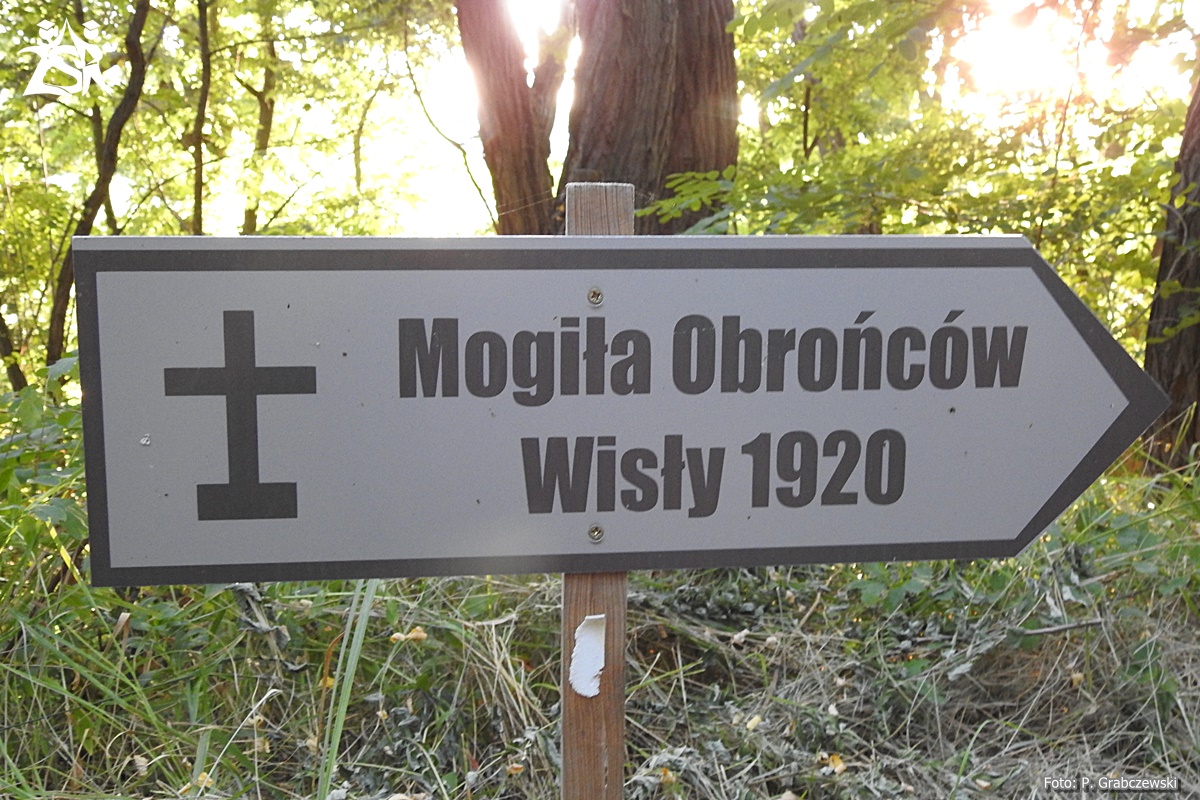 Mogiła Obrońców
Wisły 1920
Foto: P. Grabczewski